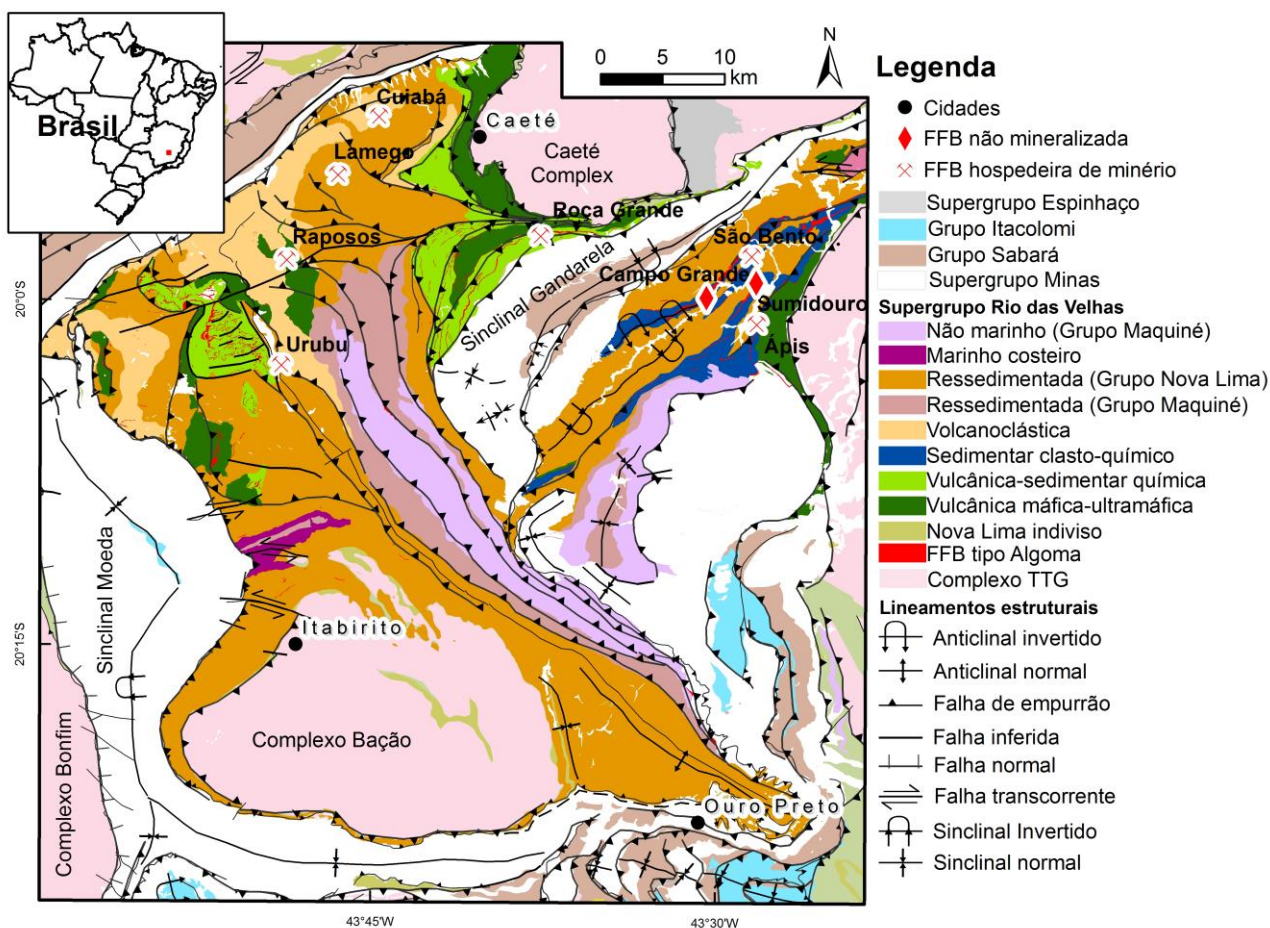 Brasil
0 5 10
km
N
Cuiabá
Caeté
Lamego
Caeté
Complex
Roça Grande
Raposos
São Bento
Campo Grande
Sinclinal Gandarela
Sumidouro
Urubu
Ápis
Sinclinal Moeda
Itabirito
Complexo Bação
Complexo Bonfim
Ouro Preto
20°0'S
20°15'S
43°45'W
43°30'W
Legenda
Cidades
FFB não mineralizada
FFB hospedeira de minério
Supergrupo Espinhaço
Grupo Itacolomi
Grupo Sabará
Supergrupo Minas
Supergrupo Rio das Velhas
Não marinho (Grupo Maquiné)
Marinho costeiro
Ressedimentada (Grupo Nova Lima)
Ressedimentada (Grupo Maquiné)
Volcanoclástica
Sedimentar clasto-químico
Vulcânica-sedimentar química
Vulcânica máfica-ultramáfica
Nova Lima indiviso
FFB tipo Algoma
Complexo TTG
Lineamentos estruturais
Anticlinal invertido
Anticlinal normal
Falha de empurrão
Falha inferida
Falha normal
Falha transcorrente
Sinclinal Invertido
Sinclinal normal